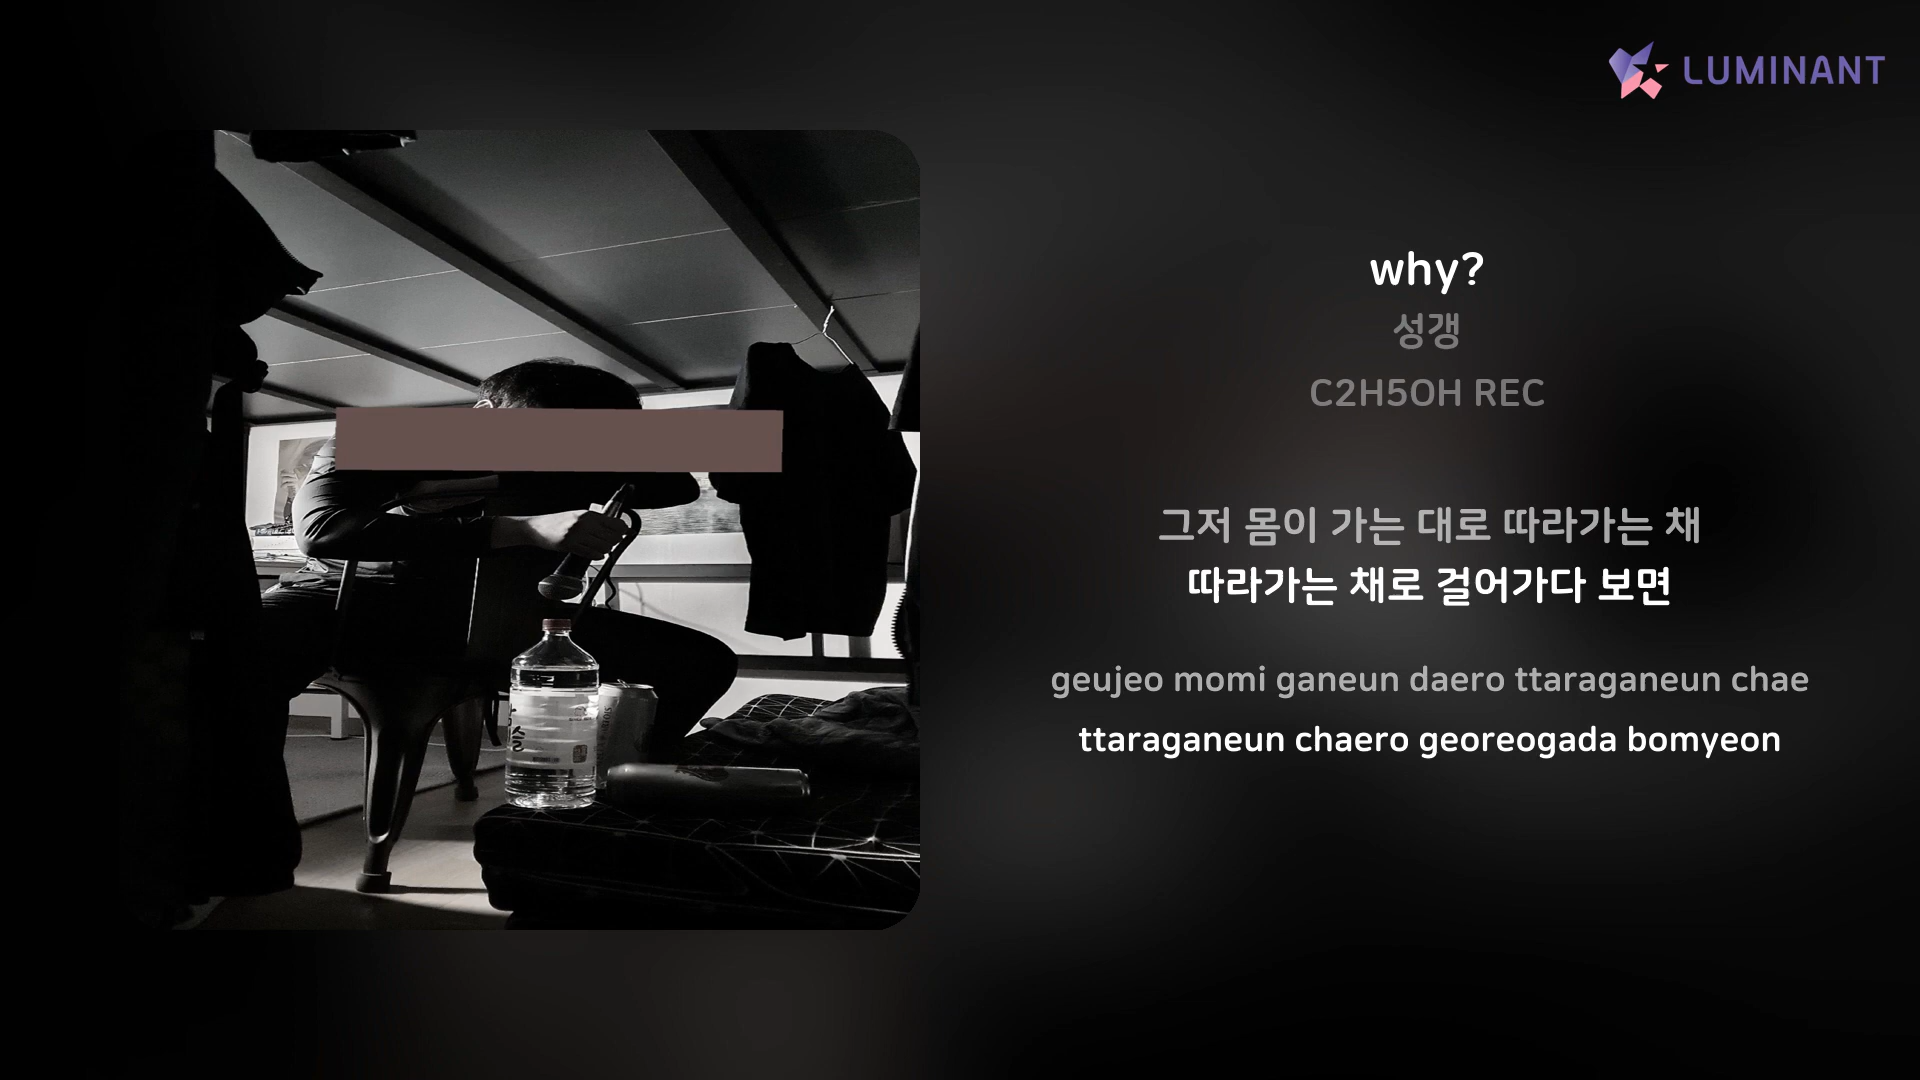 LUMINANT
why?
성갱
C2H5OH REC
그저 몸이 가는 대로 따라가는 채
따라가는 채로 걸어가다 보면
geujeo momi ganeun daero ttaraganeun chae
ttaraganeun chaero georeogada bomyeon